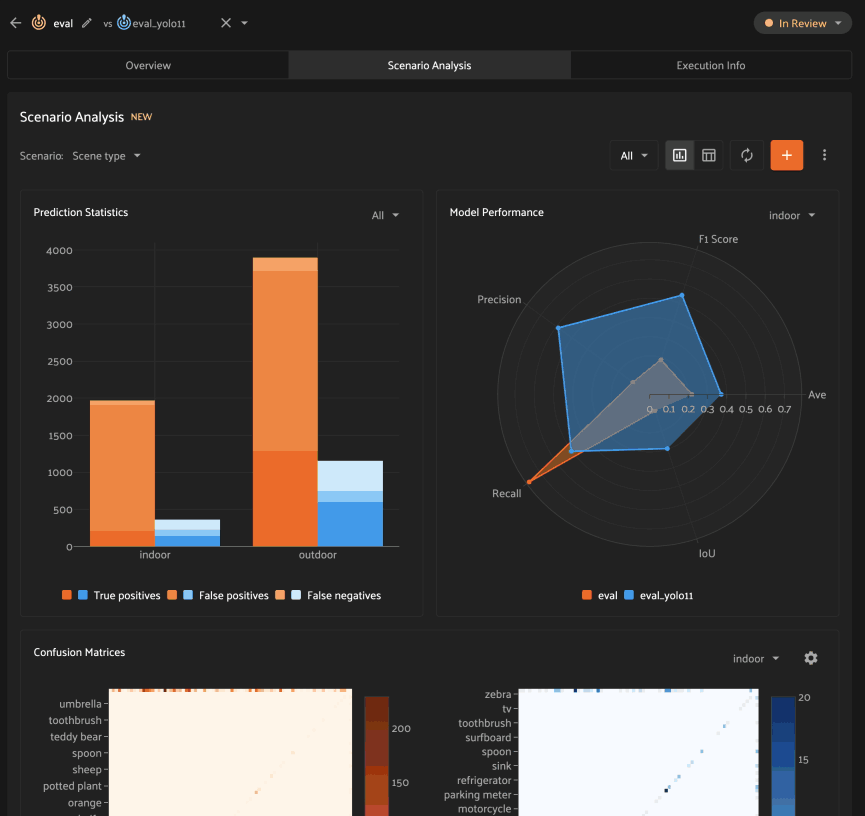 eval vs eval_yolo11 In Review
Overview Scenario Analysis Execution Info
Scenario Analysis NEW
Scenario: Scene type All
Prediction Statistics
All
4000
3500
3000
2500
2000
1500
1000
500
0
indoor outdoor
True positives False positives False negatives
Model Performance
indoor
F1 Score
Precision
Ave
0 0.1 0.2 0.3 0.4 0.5 0.6 0.7
Recall
IoU
eval eval_yolo11
Confusion Matrices
indoor
umbrella
toothbrush
teddy bear
spoon
sheep
potted plant
orange
200
150
zebra
tv
toothbrush
surfboard
spoon
sink
refrigerator
parking meter
motorcycle
20
15